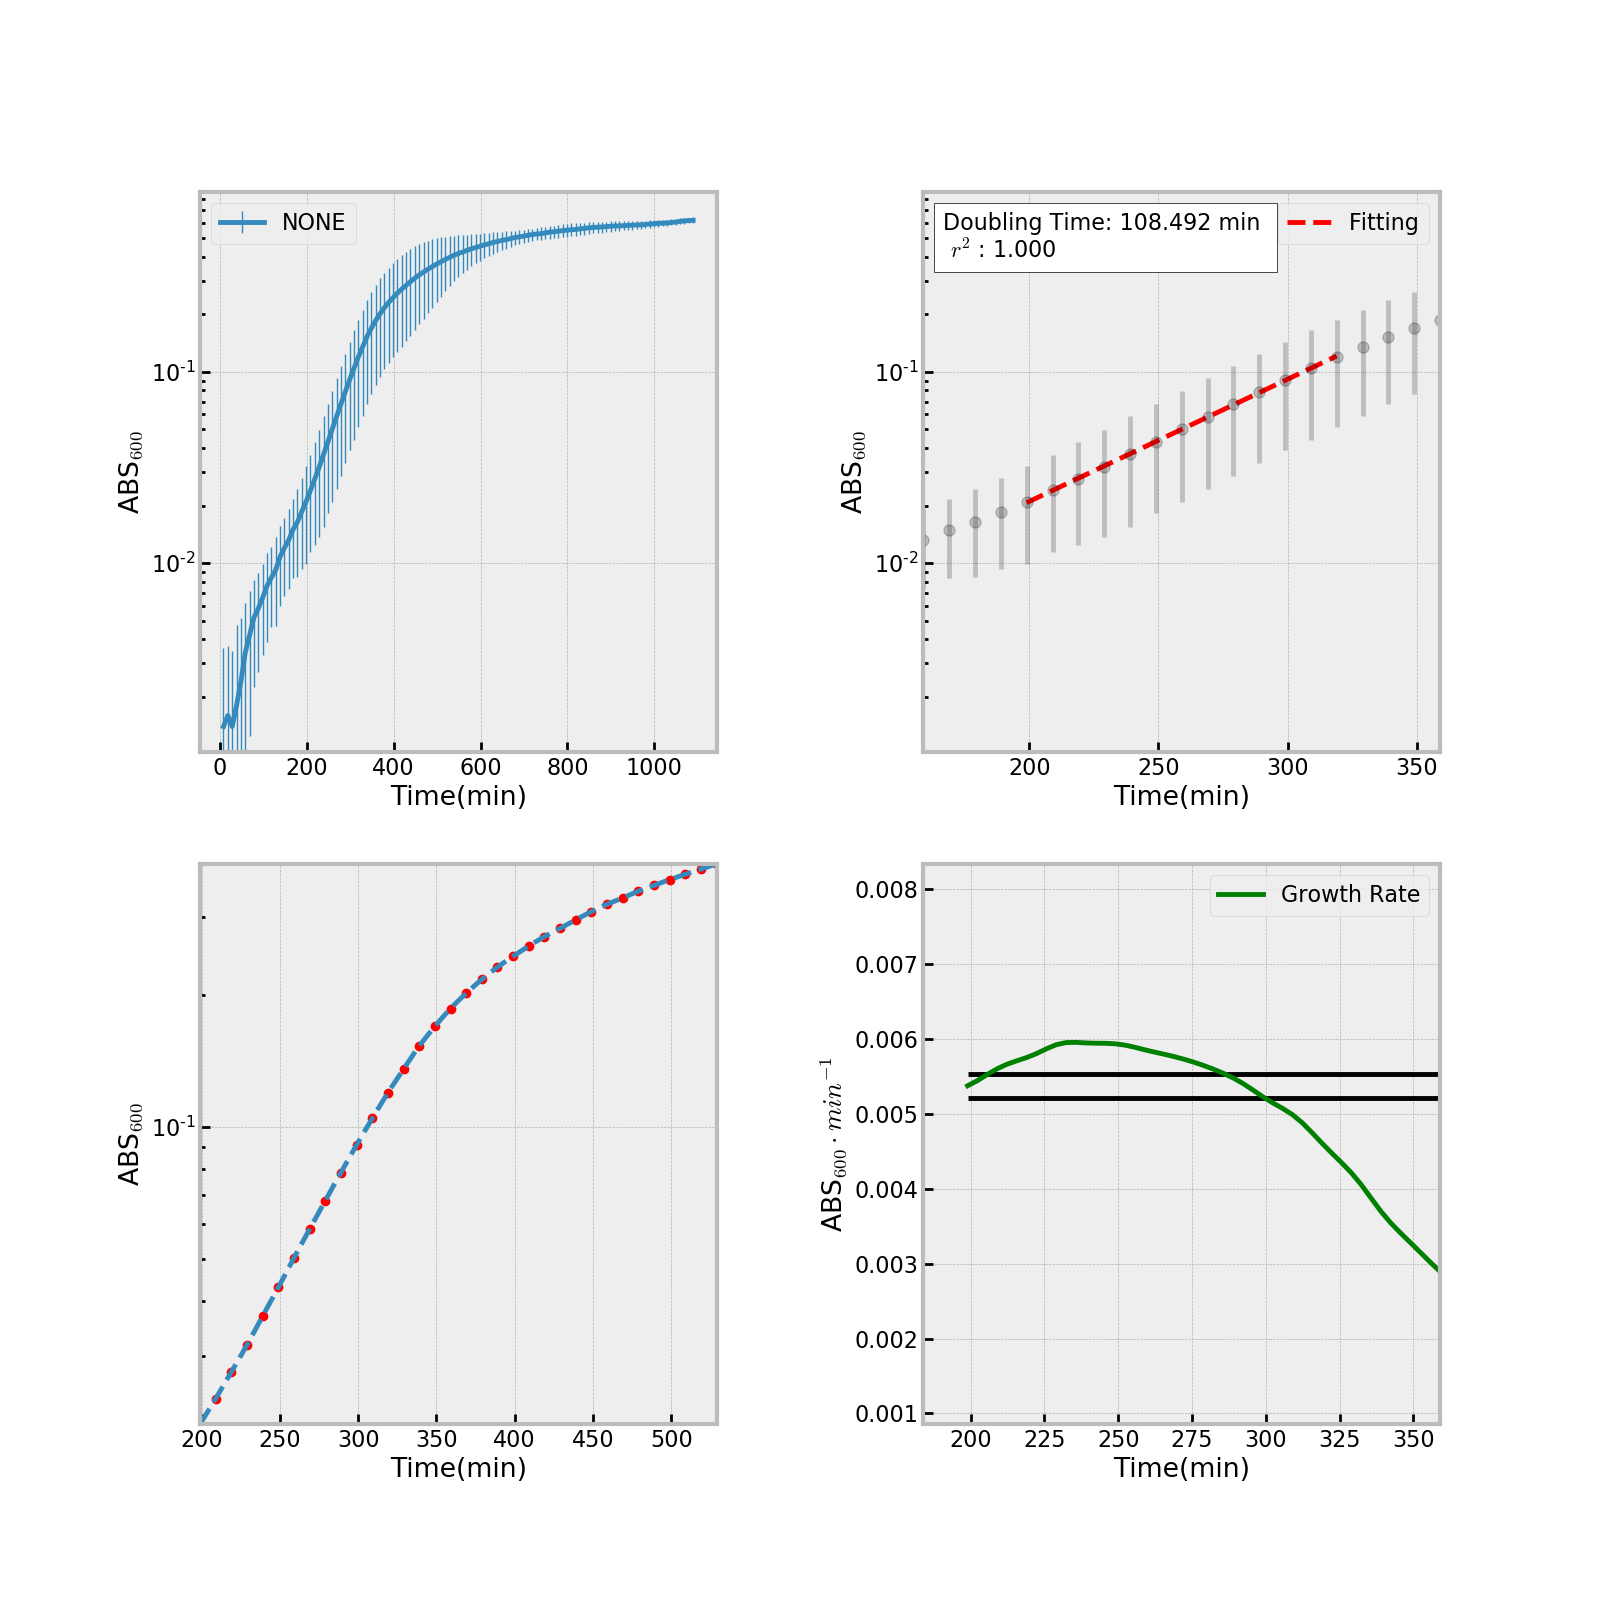 NONE
ABS600
10-1
10-2
0 200 400 600 800 1000
Time(min)
Doubling Time: 108.492 min
r2 : 1.000
Fitting
ABS600
10-1
10-2
200 250 300 350
Time(min)
ABS600
10-1
200 250 300 350 400 450 500
Time(min)
Growth Rate
ABS600 · min−1
0.008
0.007
0.006
0.005
0.004
0.003
0.002
0.001
200 225 250 275 300 325 350
Time(min)